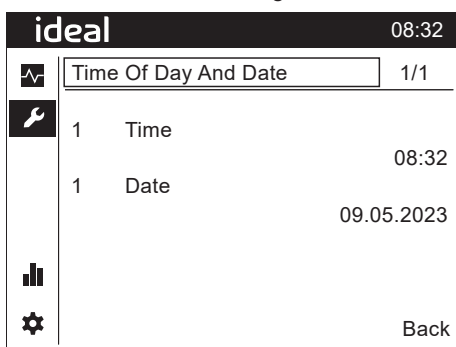 ideal 08:32
Time Of Day And Date 1/1
1 Time
08:32
1 Date
09.05.2023
Back